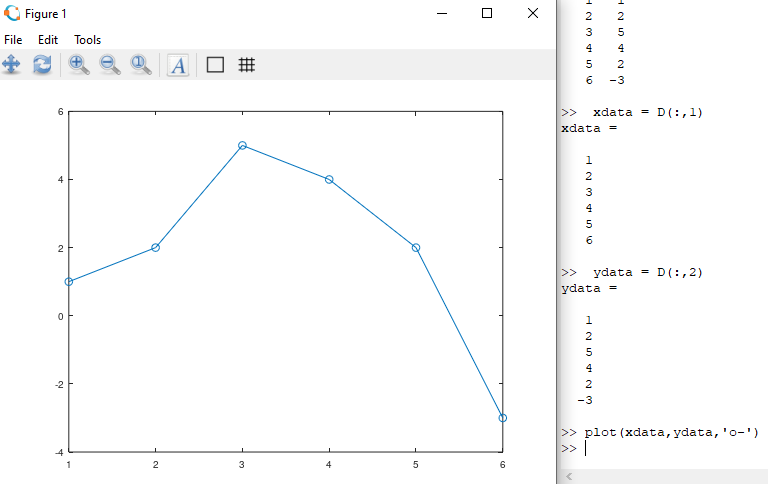 Figure 1
File Edit Tools
A
6
4
2
0
-2
-4
1 2 3 4 5 6
1 1
2 2
3 5
4 4
5 2
6 -3
>> xdata = D(:,1)
xdata =
1
2
3
4
5
6
>> ydata = D(:,2)
ydata =
1
2
5
4
2
-3
>> plot(xdata,ydata,'o-')
>>